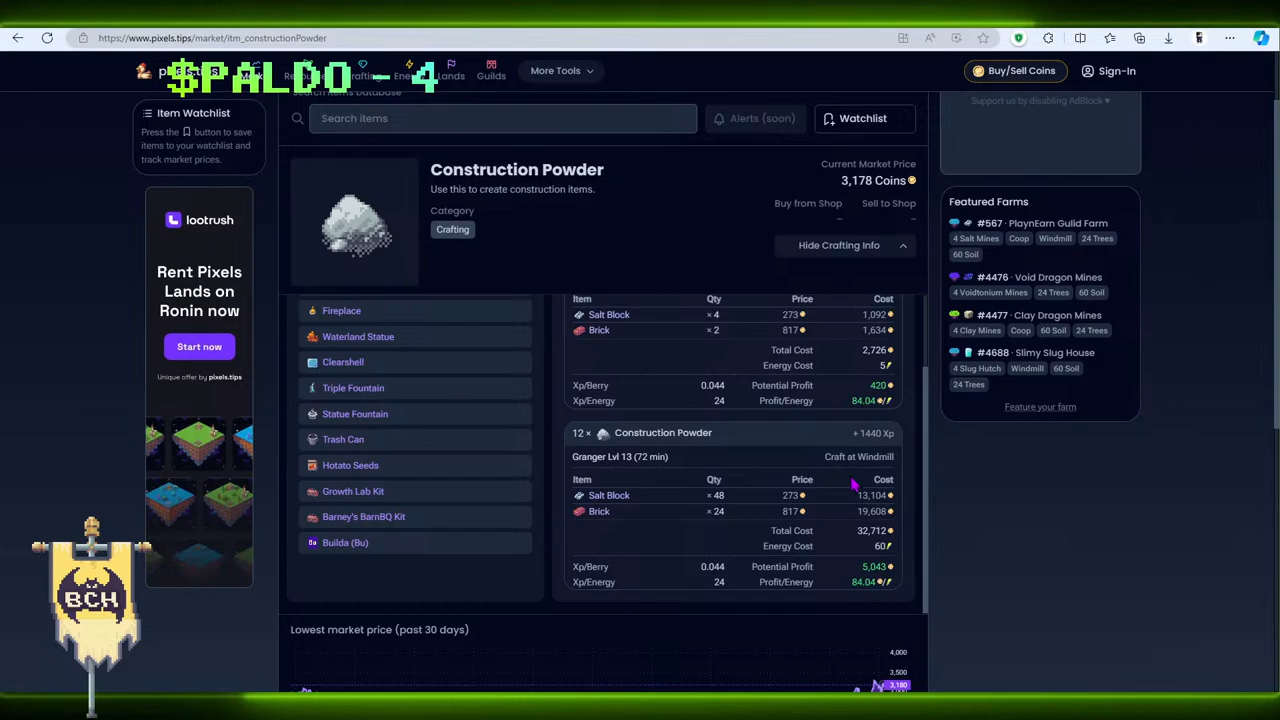 https://www.pixels.tips/market/itm_constructionPowder
pixels.tips
Lands
Guilds
More Tools
Buy/Sell Coins
Sign-In
$PALDO - 4
Item Watchlist
Press the button to save
items to your watchlist and
track market prices.
lootrush
Rent Pixels
Lands on
Ronin now
Start now
Unique offer by pixels.tips
BCH
Search Items Database
Search items
Alerts (soon)
Watchlist
Construction Powder
Use this to create construction items.
Category
Crafting
Current Market Price
3,178 Coins
Buy from Shop Sell to Shop
– –
Hide Crafting Info
Fireplace
Waterland Statue
Clearshell
Triple Fountain
Statue Fountain
Trash Can
Hotato Seeds
Growth Lab Kit
Barney's BarnBQ Kit
Bu Builda (Bu)
Item Qty Price Cost
Salt Block × 4 273 1,092
Brick × 2 817 1,634
Total Cost 2,726
Energy Cost 5
Xp/Berry 0.044 Potential Profit 420
Xp/Energy 24 Profit/Energy 84.04 /
12 × Construction Powder + 1440 Xp
Granger Lvl 13 (72 min) Craft at Windmill
Item Qty Price Cost
Salt Block × 48 273 13,104
Brick × 24 817 19,608
Total Cost 32,712
Energy Cost 60
Xp/Berry 0.044 Potential Profit 5,043
Xp/Energy 24 Profit/Energy 84.04 /
Lowest market price (past 30 days)
4,000
3,500
3,180
Support us by disabling AdBlock ♥
Featured Farms
#567 · PlaynEarn Guild Farm
4 Salt Mines Coop Windmill 24 Trees
60 Soil
#4476 · Void Dragon Mines
4 Voidtonium Mines 24 Trees 60 Soil
#4477 · Clay Dragon Mines
4 Clay Mines Coop 60 Soil 24 Trees
#4688 · Slimy Slug House
4 Slug Hutch Windmill 60 Soil
24 Trees
Feature your farm